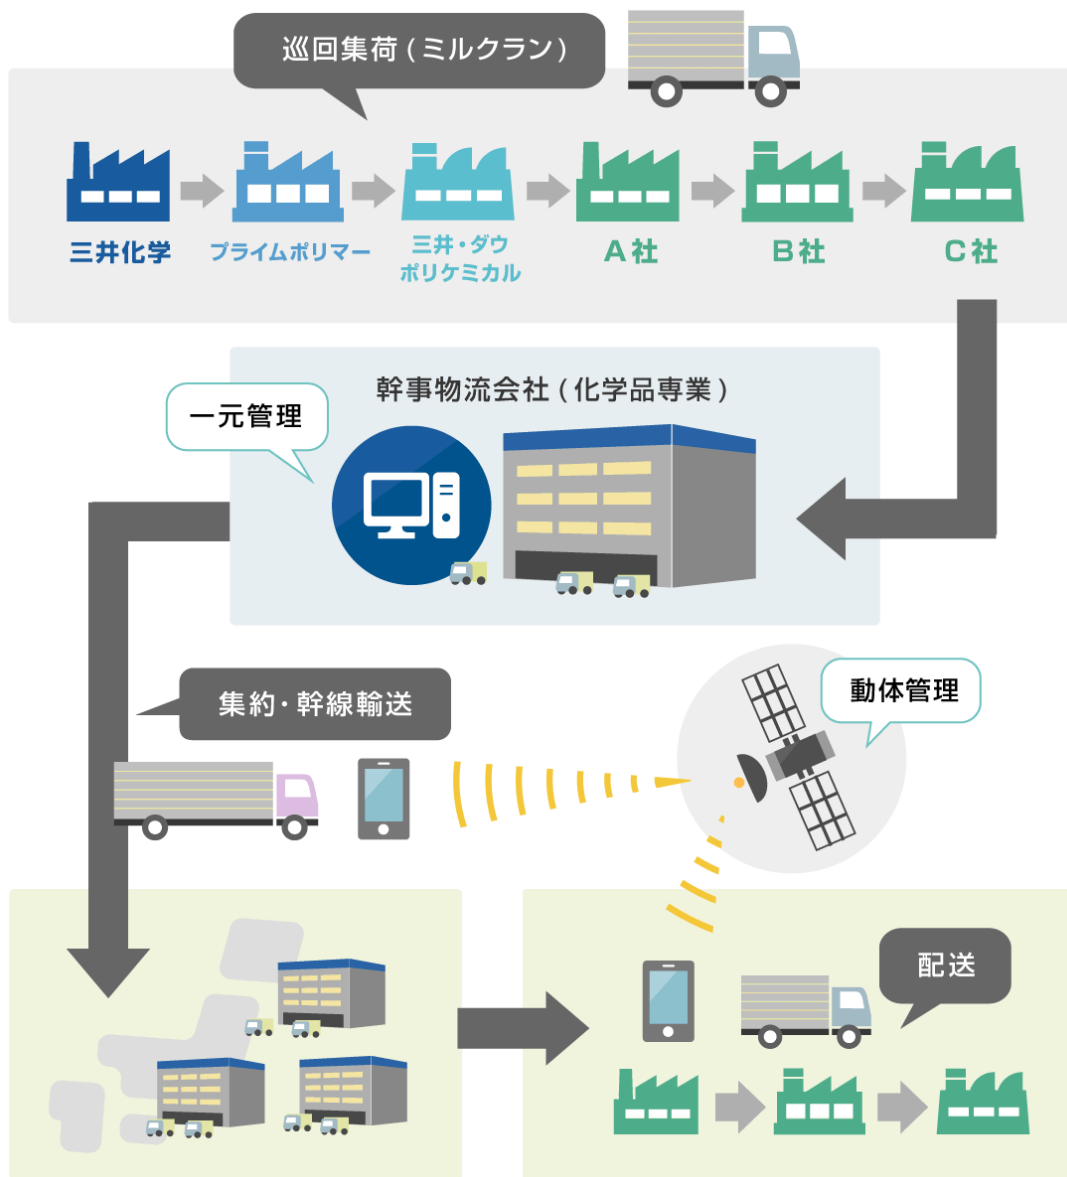 巡回集荷(ミルクラン)
三井化学
プライムポリマー
三井・ダウ
ポリケミカル
A社
B社
C社
幹事物流会社(化学品専業)
一元管理
集約・幹線輸送
動体管理
配送